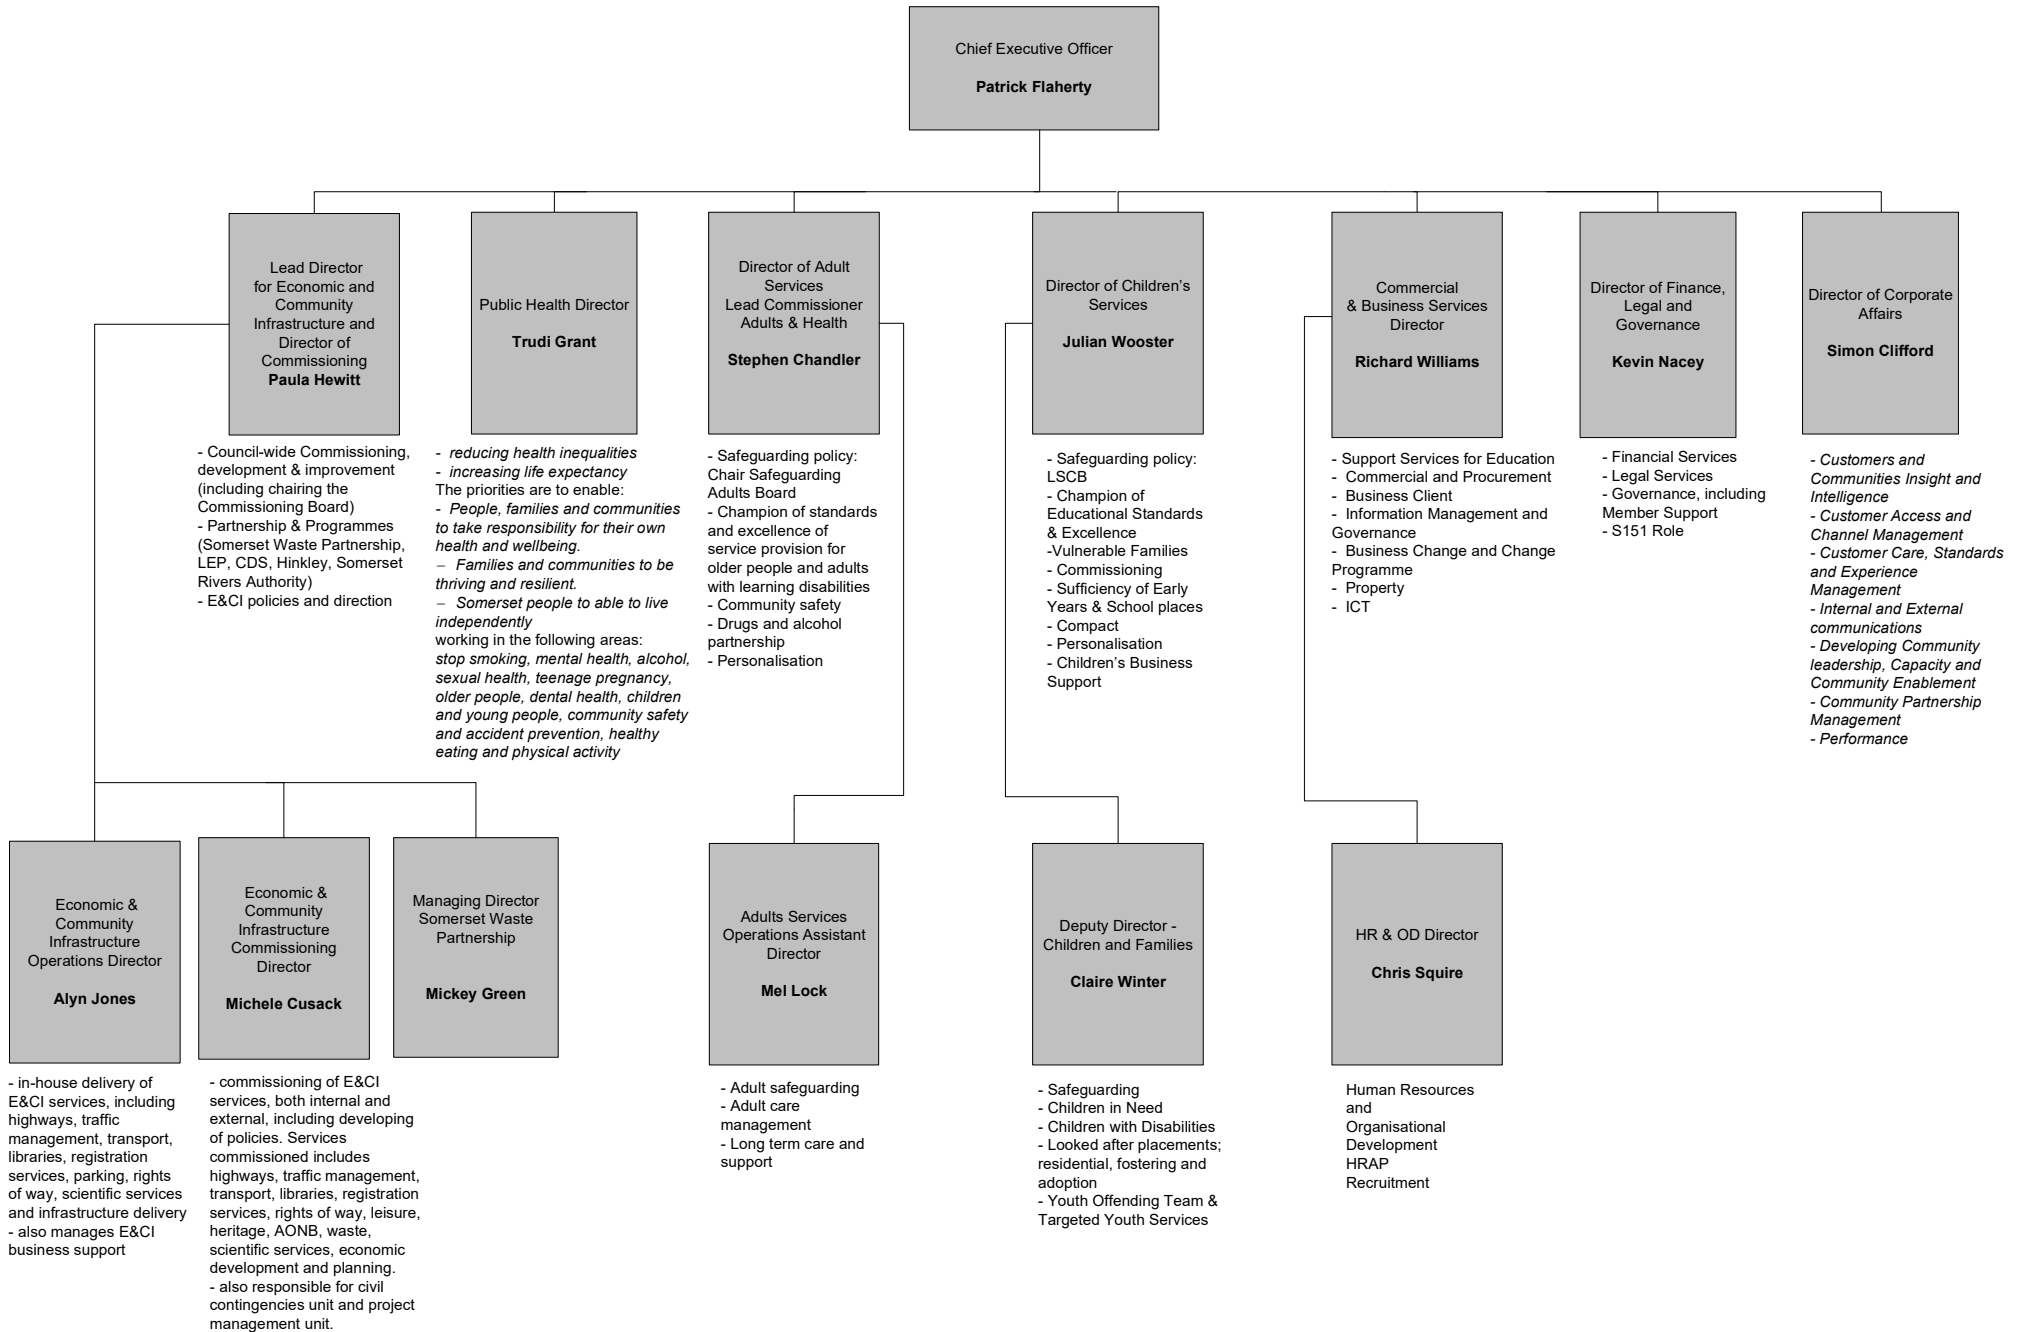 Chief Executive Officer
Patrick Flaherty
Lead Director
for Economic and
Community
Infrastructure and
Director of
Commissioning
Paula Hewitt
- Council-wide Commissioning,
development & improvement
(including chairing the
Commissioning Board)
- Partnership & Programmes
(Somerset Waste Partnership,
LEP, CDS, Hinkley, Somerset
Rivers Authority)
- E&CI policies and direction
Public Health Director
Trudi Grant
- reducing health inequalities
- increasing life expectancy
The priorities are to enable:
- People, families and communities
to take responsibility for their own
health and wellbeing.
– Families and communities to be
thriving and resilient.
– Somerset people to able to live
independently
working in the following areas:
stop smoking, mental health, alcohol,
sexual health, teenage pregnancy,
older people, dental health, children
and young people, community safety
and accident prevention, healthy
eating and physical activity
Director of Adult
Services
Lead Commissioner
Adults & Health
Stephen Chandler
- Safeguarding policy:
Chair Safeguarding
Adults Board
- Champion of standards
and excellence of
service provision for
older people and adults
with learning disabilities
- Community safety
- Drugs and alcohol
partnership
- Personalisation
Director of Children’s
Services
Julian Wooster
- Safeguarding policy:
LSCB
- Champion of
Educational Standards
& Excellence
-Vulnerable Families
- Commissioning
- Sufficiency of Early
Years & School places
- Compact
- Personalisation
- Children’s Business
Support
Commercial
& Business Services
Director
Richard Williams
- Support Services for Education
- Commercial and Procurement
- Business Client
- Information Management and
Governance
- Business Change and Change
Programme
- Property
- ICT
Director of Finance,
Legal and
Governance
Kevin Nacey
- Financial Services
- Legal Services
- Governance, including
Member Support
- S151 Role
Director of Corporate
Affairs
Simon Clifford
- Customers and
Communities Insight and
Intelligence
- Customer Access and
Channel Management
- Customer Care, Standards
and Experience
Management
- Internal and External
communications
- Developing Community
leadership, Capacity and
Community Enablement
- Community Partnership
Management
- Performance
Economic &
Community
Infrastructure
Operations Director
Alyn Jones
- in-house delivery of
E&CI services, including
highways, traffic
management, transport,
libraries, registration
services, parking, rights
of way, scientific services
and infrastructure delivery
- also manages E&CI
business support
Economic &
Community
Infrastructure
Commissioning
Director
Michele Cusack
- commissioning of E&CI
services, both internal and
external, including developing
of policies. Services
commissioned includes
highways, traffic management,
transport, libraries, registration
services, rights of way, leisure,
heritage, AONB, waste,
scientific services, economic
development and planning.
- also responsible for civil
contingencies unit and project
management unit.
Managing Director
Somerset Waste
Partnership
Mickey Green
Adults Services
Operations Assistant
Director
Mel Lock
- Adult safeguarding
- Adult care
management
- Long term care and
support
Deputy Director -
Children and Families
Claire Winter
- Safeguarding
- Children in Need
- Children with Disabilities
- Looked after placements;
residential, fostering and
adoption
- Youth Offending Team &
Targeted Youth Services
HR & OD Director
Chris Squire
Human Resources
and
Organisational
Development
HRAP
Recruitment